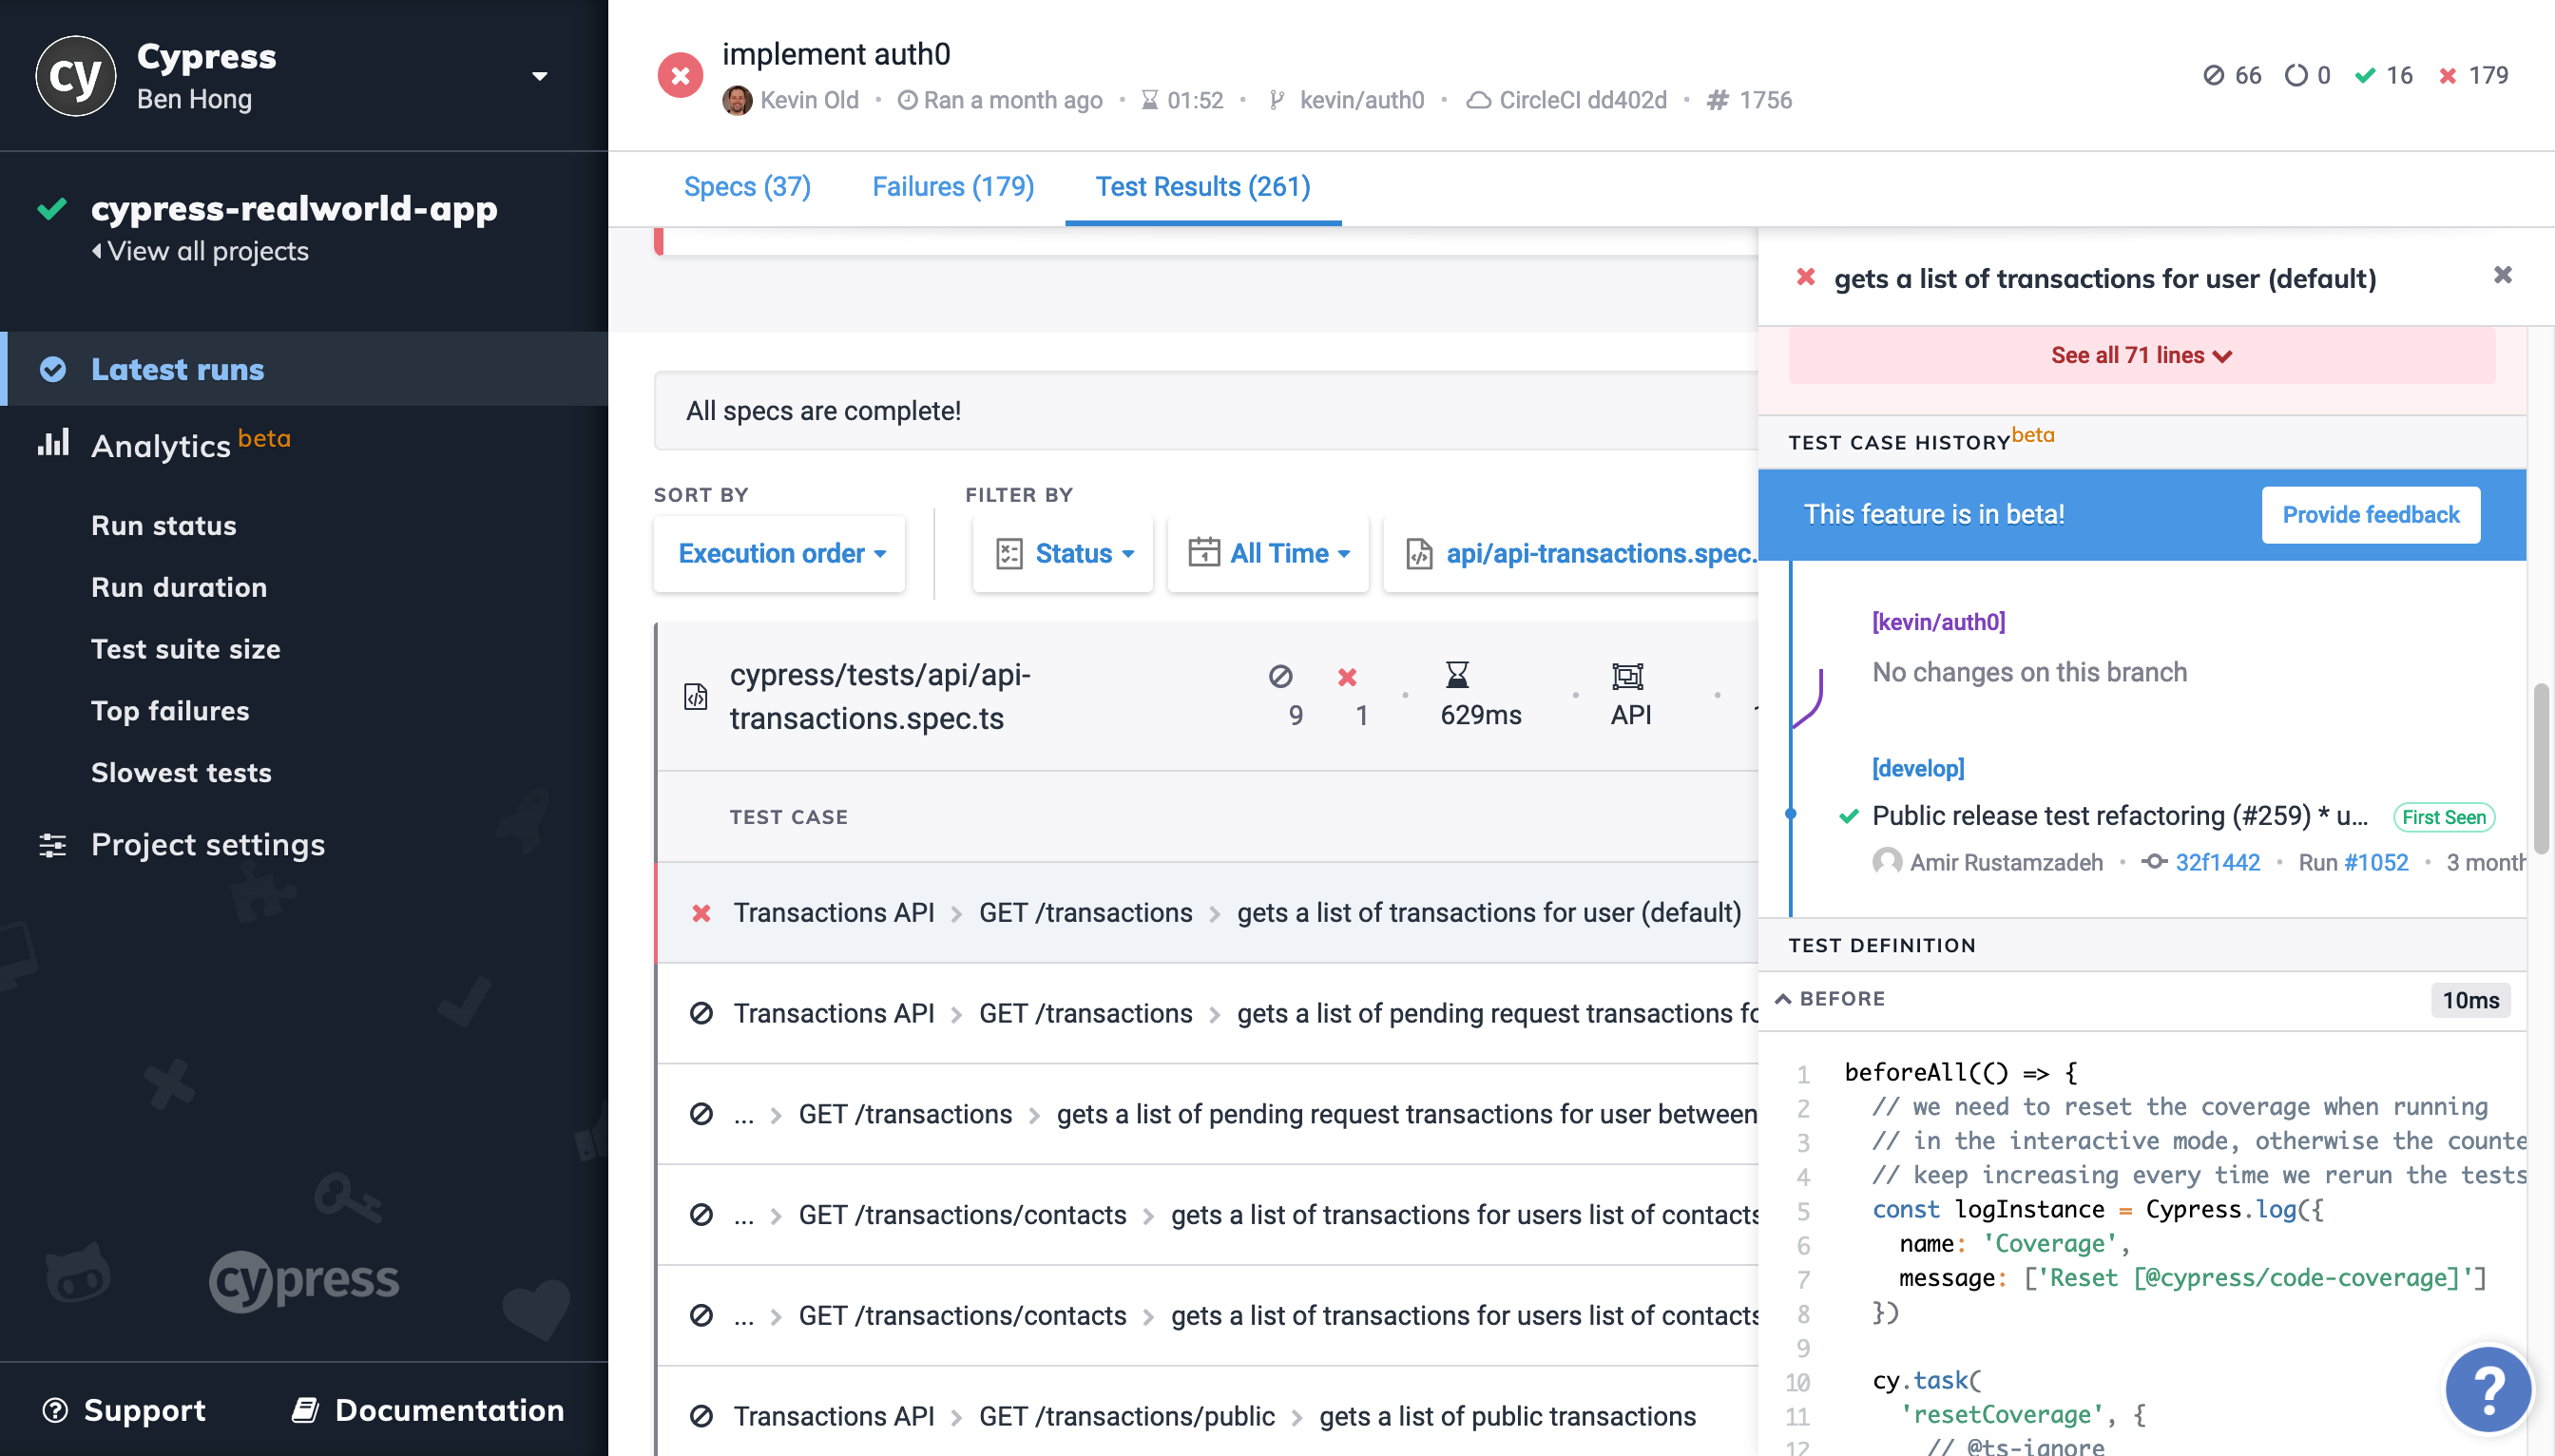 cy
Cypress
Ben Hong
cypress-realworld-app
View all projects
Latest runs
Analytics beta
Run status
Run duration
Test suite size
Top failures
Slowest tests
Project settings
cypress
Support
Documentation
implement auth0
Kevin Old • Ran a month ago • 01:52 • kevin/auth0 • CircleCI dd402d • # 1756
66 0 16 179
Specs (37)
Failures (179)
Test Results (261)
All specs are complete!
SORT BY
FILTER BY
Execution order
Status
All Time
api/api-transactions.spec.
cypress/tests/api/api-
transactions.spec.ts
9 1 • 629ms • API •
TEST CASE
Transactions API > GET /transactions > gets a list of transactions for user (default)
Transactions API > GET /transactions > gets a list of pending request transactions fo
... > GET /transactions > gets a list of pending request transactions for user between
... > GET /transactions/contacts > gets a list of transactions for users list of contacts
... > GET /transactions/contacts > gets a list of transactions for users list of contacts
Transactions API > GET /transactions/public > gets a list of public transactions
gets a list of transactions for user (default)
See all 71 lines
TEST CASE HISTORY beta
This feature is in beta!
Provide feedback
[kevin/auth0]
No changes on this branch
[develop]
Public release test refactoring (#259) * u...
First Seen
Amir Rustamzadeh • 32f1442 • Run #1052 • 3 month
TEST DEFINITION
BEFORE
10ms
1 beforeAll(() => {
2 // we need to reset the coverage when running
3 // in the interactive mode, otherwise the counte
4 // keep increasing every time we rerun the tests
5 const logInstance = Cypress.log({
6 name: 'Coverage',
7 message: ['Reset [@cypress/code-coverage]']
8 })
9
10 cy.task(
11 'resetCoverage', {
12 // @ts-ignore
?